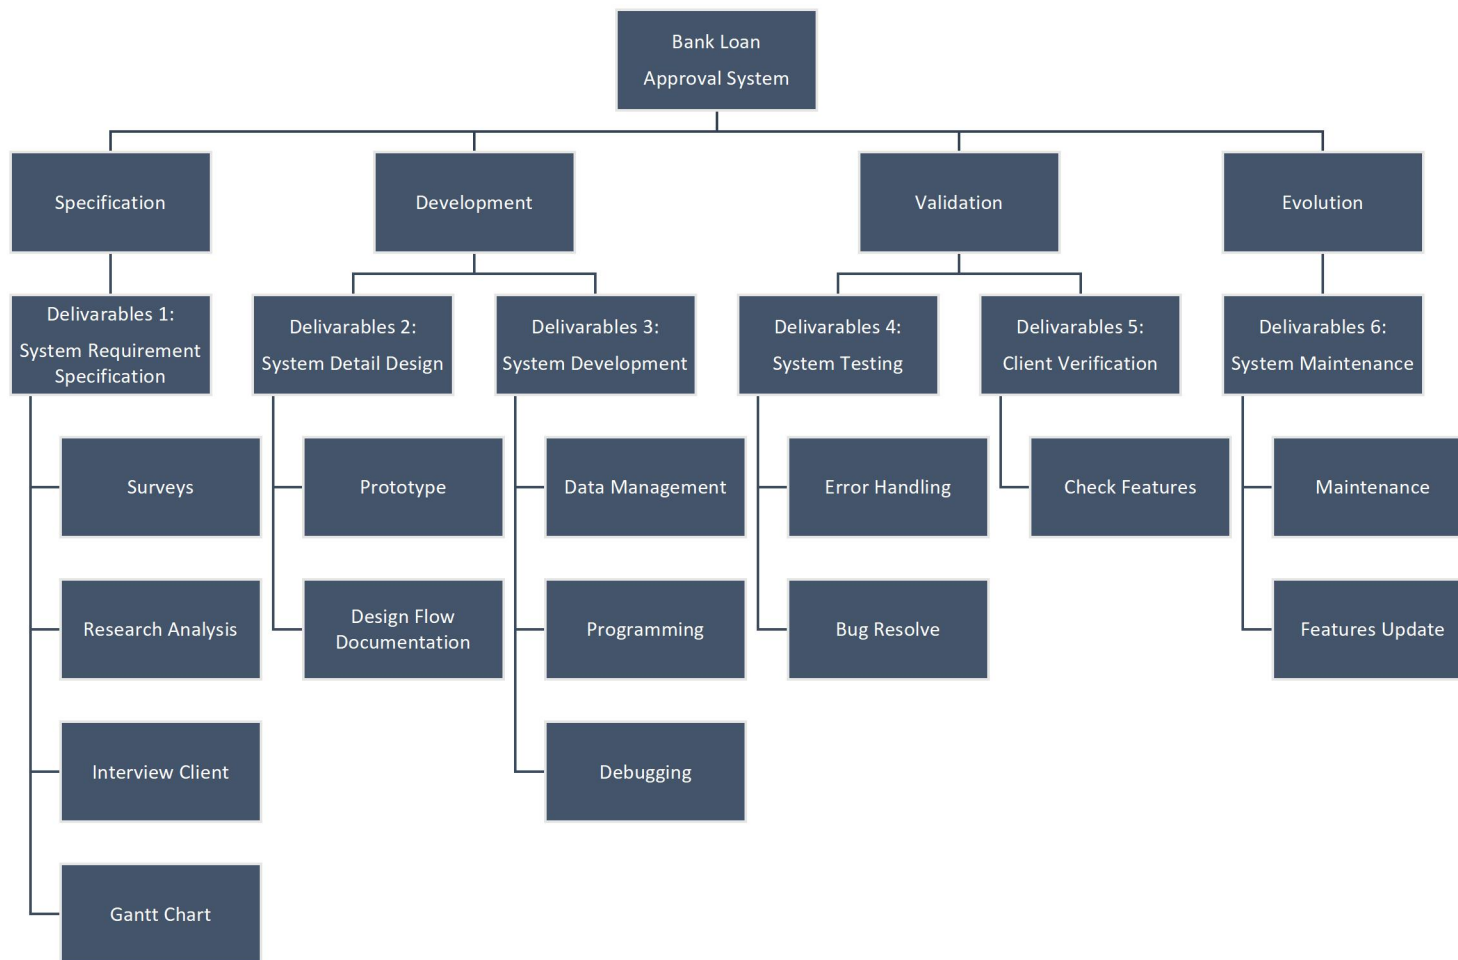 Bank Loan
Approval System
Specification
Development
Validation
Evolution
Delivarables 1:
System Requirement
Specification
Delivarables 2:
System Detail Design
Delivarables 3:
System Development
Delivarables 4:
System Testing
Delivarables 5:
Client Verification
Delivarables 6:
System Maintenance
Surveys
Prototype
Data Management
Error Handling
Check Features
Maintenance
Research Analysis
Design Flow
Documentation
Programming
Bug Resolve
Features Update
Interview Client
Debugging
Gantt Chart